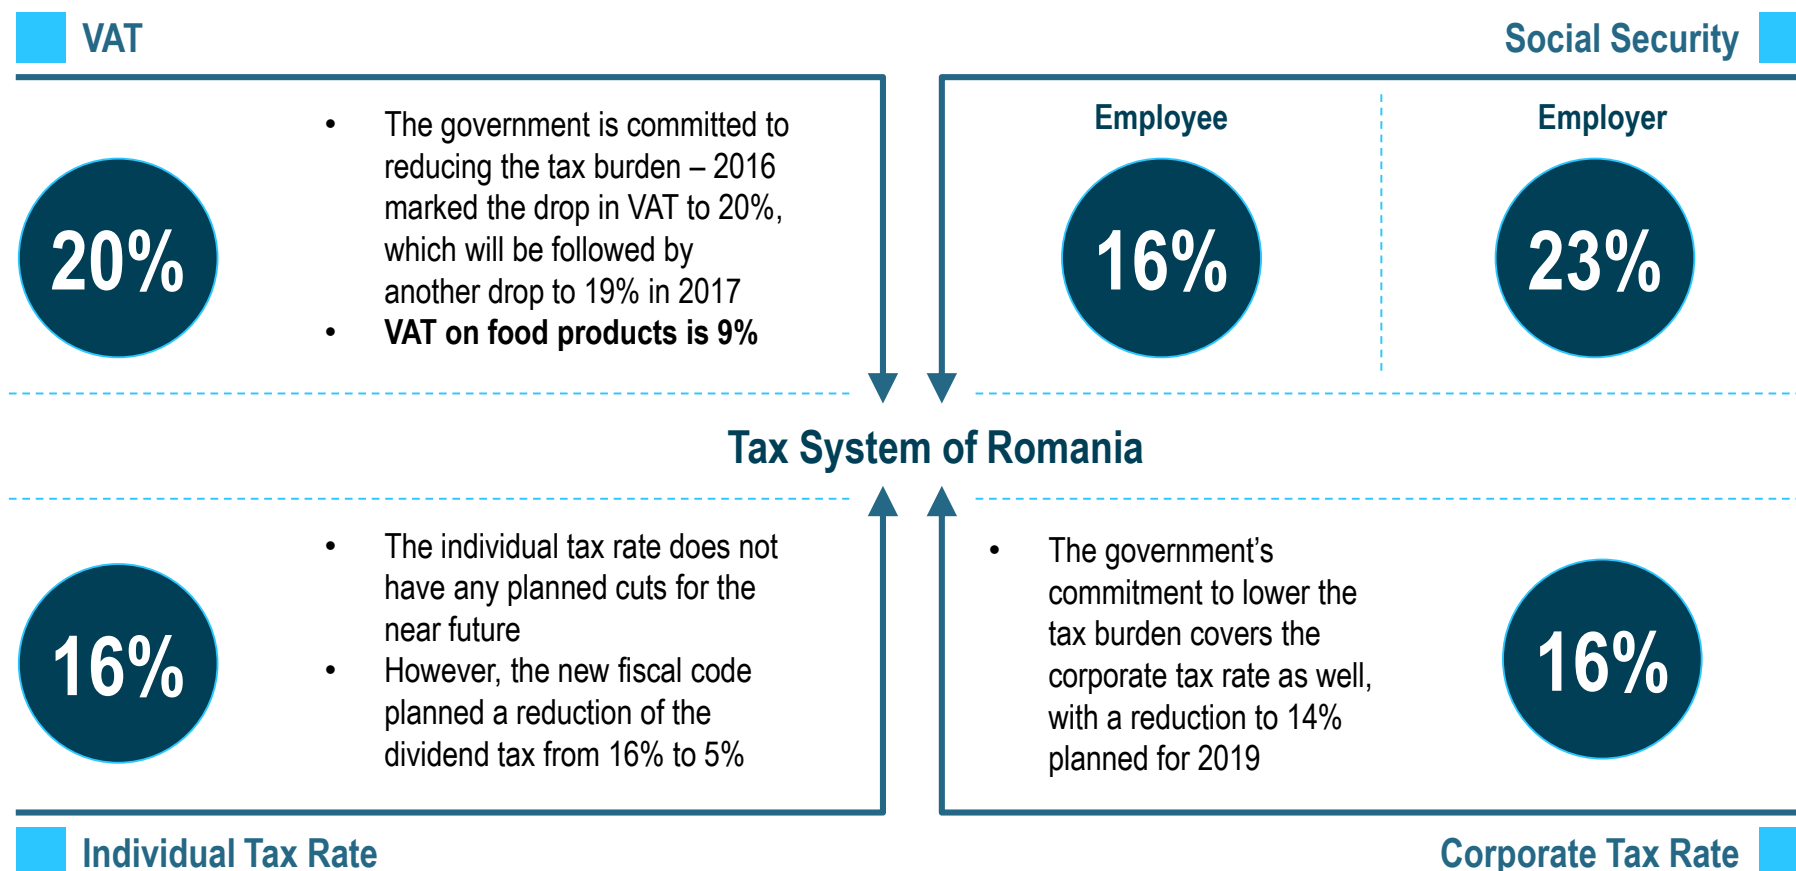 VAT
20%
• The government is committed to
reducing the tax burden – 2016
marked the drop in VAT to 20%,
which will be followed by
another drop to 19% in 2017
• VAT on food products is 9%
Social Security
Employee
16%
Employer
23%
Tax System of Romania
16%
• The individual tax rate does not
have any planned cuts for the
near future
• However, the new fiscal code
planned a reduction of the
dividend tax from 16% to 5%
Individual Tax Rate
• The government’s
commitment to lower the
tax burden covers the
corporate tax rate as well,
with a reduction to 14%
planned for 2019
16%
Corporate Tax Rate